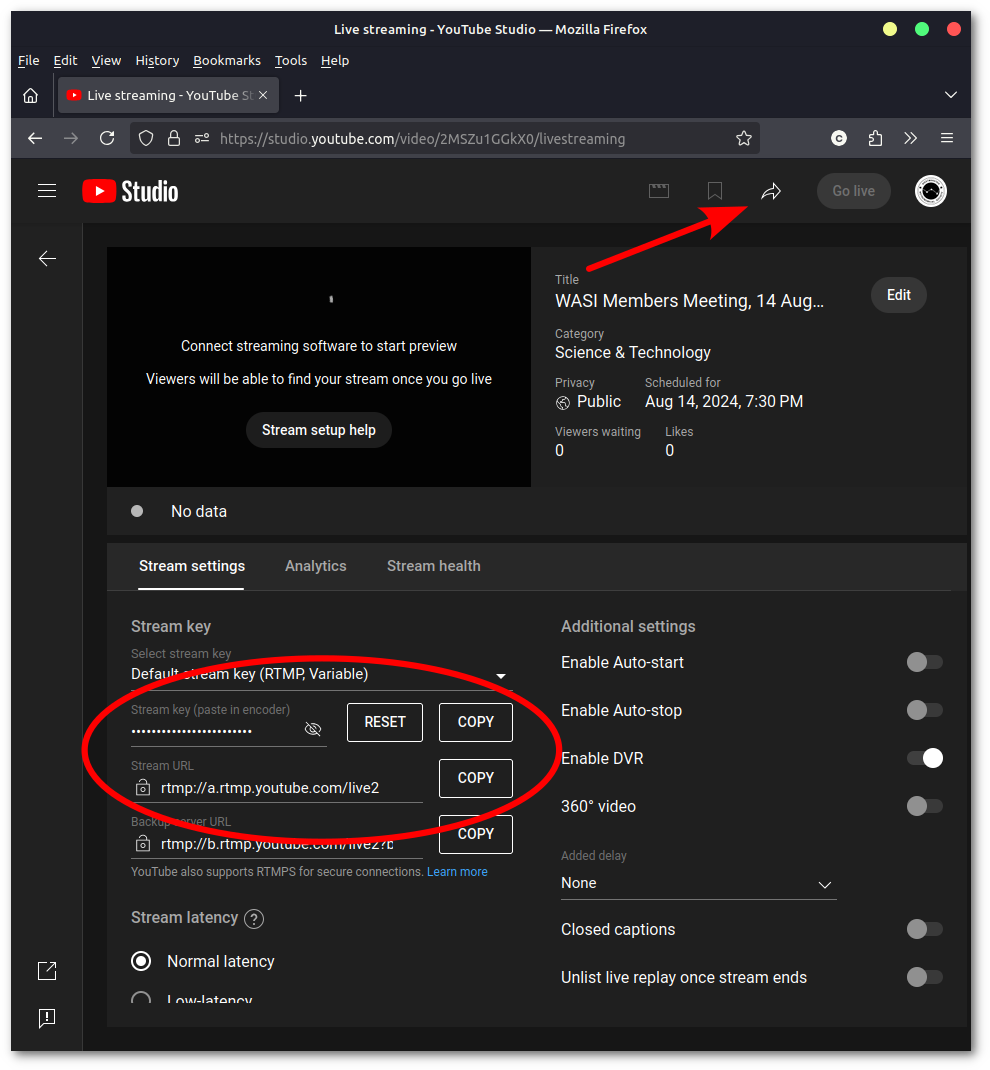 Live streaming - YouTube Studio — Mozilla Firefox
File Edit View History Bookmarks Tools Help
Live streaming - YouTube St
https://studio.youtube.com/video/2MSZu1GGkX0/livestreaming
C
Studio
Go live
Connect streaming software to start preview
Viewers will be able to find your stream once you go live
Stream setup help
Title
WASI Members Meeting, 14 Aug...
Edit
Category
Science & Technology
Privacy Scheduled for
Public Aug 14, 2024, 7:30 PM
Viewers waiting Likes
0 0
No data
Stream settings Analytics Stream health
Stream key
Select stream key
Default stream key (RTMP, Variable)
Stream key (paste in encoder)
••••••••••••••••••••••••
RESET COPY
Stream URL
rtmp://a.rtmp.youtube.com/live2
COPY
Backup server URL
rtmp://b.rtmp.youtube.com/live2?b
COPY
YouTube also supports RTMPS for secure connections. Learn more
Stream latency ?
Normal latency
Low-latency
Additional settings
Enable Auto-start
Enable Auto-stop
Enable DVR
360° video
Added delay
None
Closed captions
Unlist live replay once stream ends